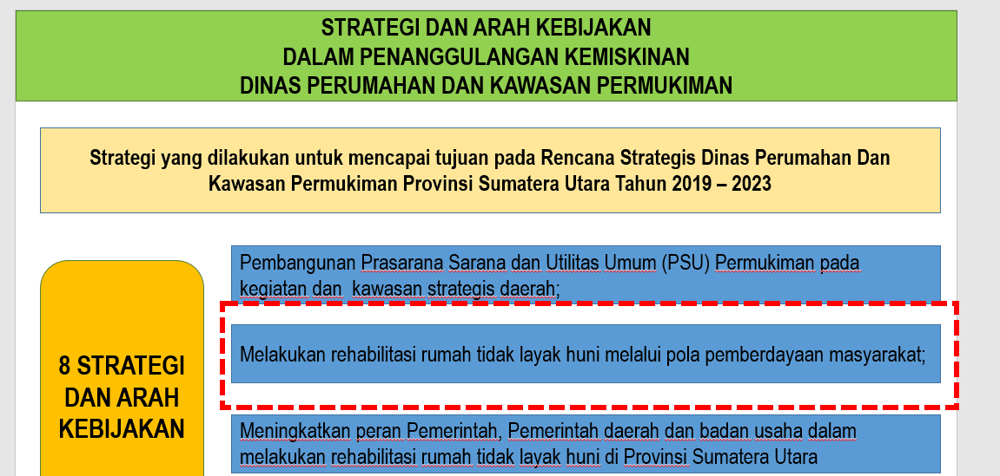 STRATEGI DAN ARAH KEBIJAKAN
DALAM PENANGGULANGAN KEMISKINAN
DINAS PERUMAHAN DAN KAWASAN PERMUKIMAN
Strategi yang dilakukan untuk mencapai tujuan pada Rencana Strategis Dinas Perumahan Dan
Kawasan Permukiman Provinsi Sumatera Utara Tahun 2019 – 2023
8 STRATEGI
DAN ARAH
KEBIJAKAN
Pembangunan Prasarana Sarana dan Utilitas Umum (PSU) Permukiman pada
kegiatan dan  kawasan strategis daerah;
Melakukan rehabilitasi rumah tidak layak huni melalui pola pemberdayaan masyarakat;
Meningkatkan peran Pemerintah, Pemerintah daerah dan badan usaha dalam
melakukan rehabilitasi rumah tidak layak huni di Provinsi Sumatera Utara